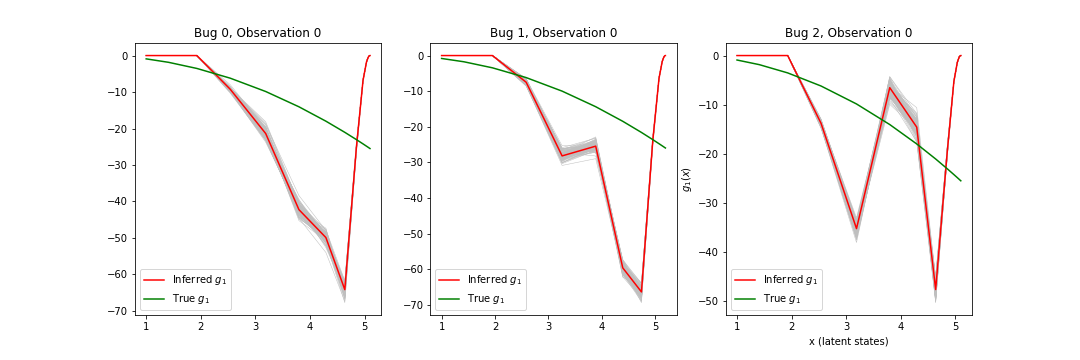 Bug 0, Observation 0
0
−10
−20
−30
−40
−50
−60
−70
1 2 3 4 5
Inferred g₁
True g₁
Bug 1, Observation 0
0
−10
−20
−30
−40
−50
−60
−70
1 2 3 4 5
Inferred g₁
True g₁
Bug 2, Observation 0
g₁(x)
0
−10
−20
−30
−40
−50
1 2 3 4 5
x (latent states)
Inferred g₁
True g₁